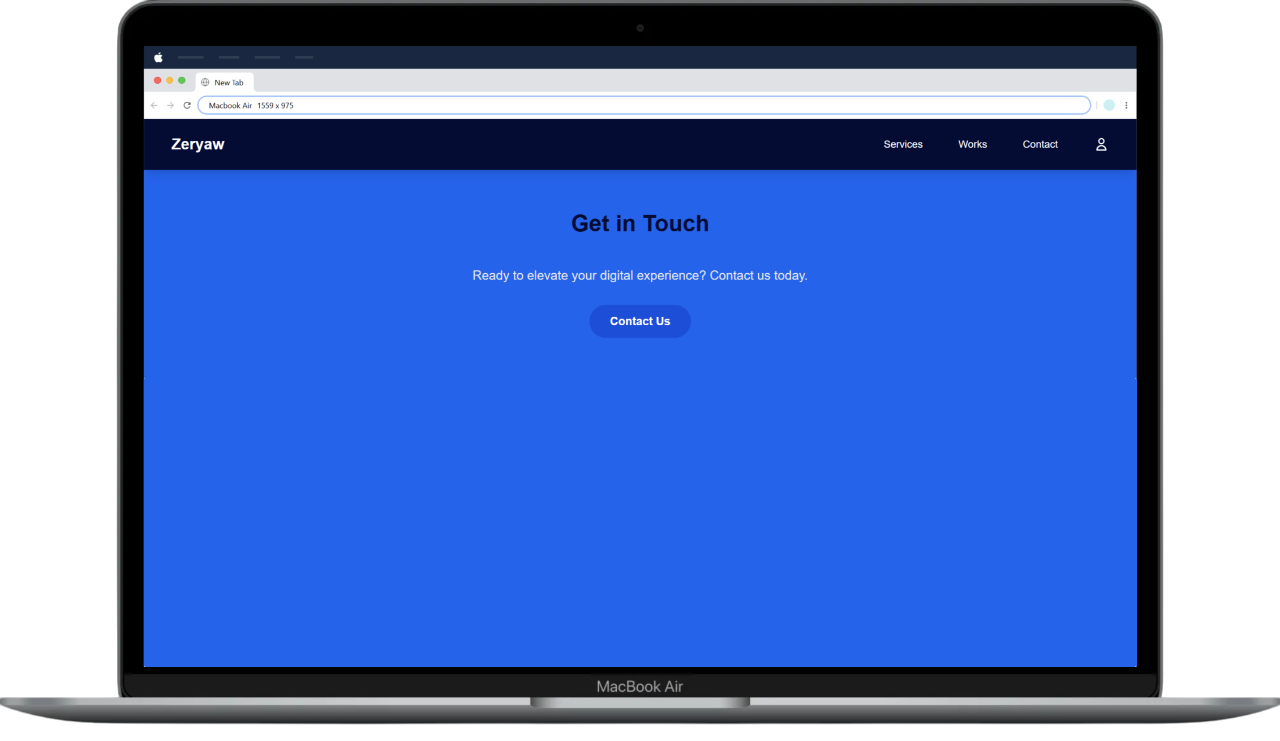 New Tab
Macbook Air 1559 x 975
Zeryaw
Services Works Contact
Get in Touch
Ready to elevate your digital experience? Contact us today.
Contact Us
MacBook Air